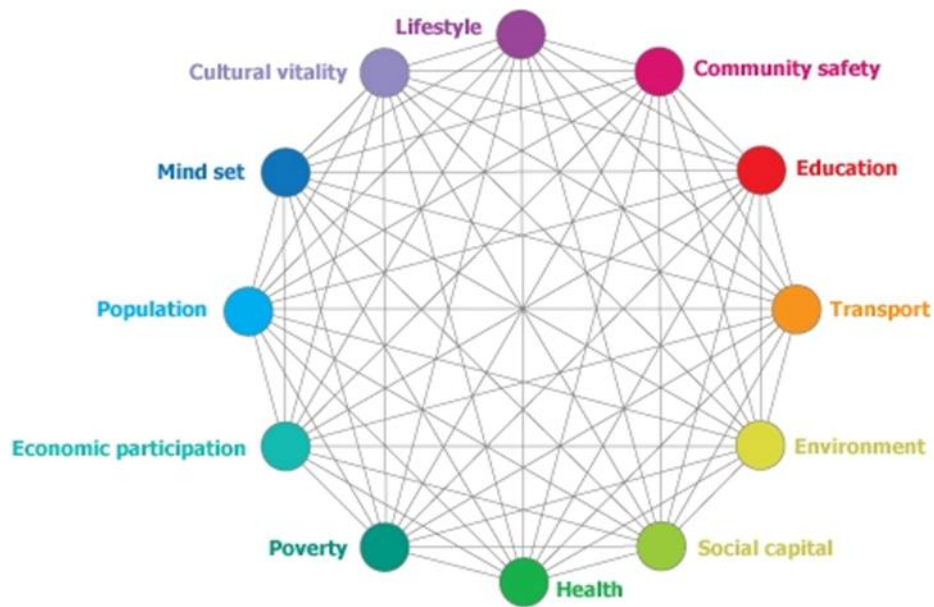 Lifestyle
Cultural vitality
Community safety
Mind set
Education
Population
Transport
Economic participation
Environment
Poverty
Social capital
Health